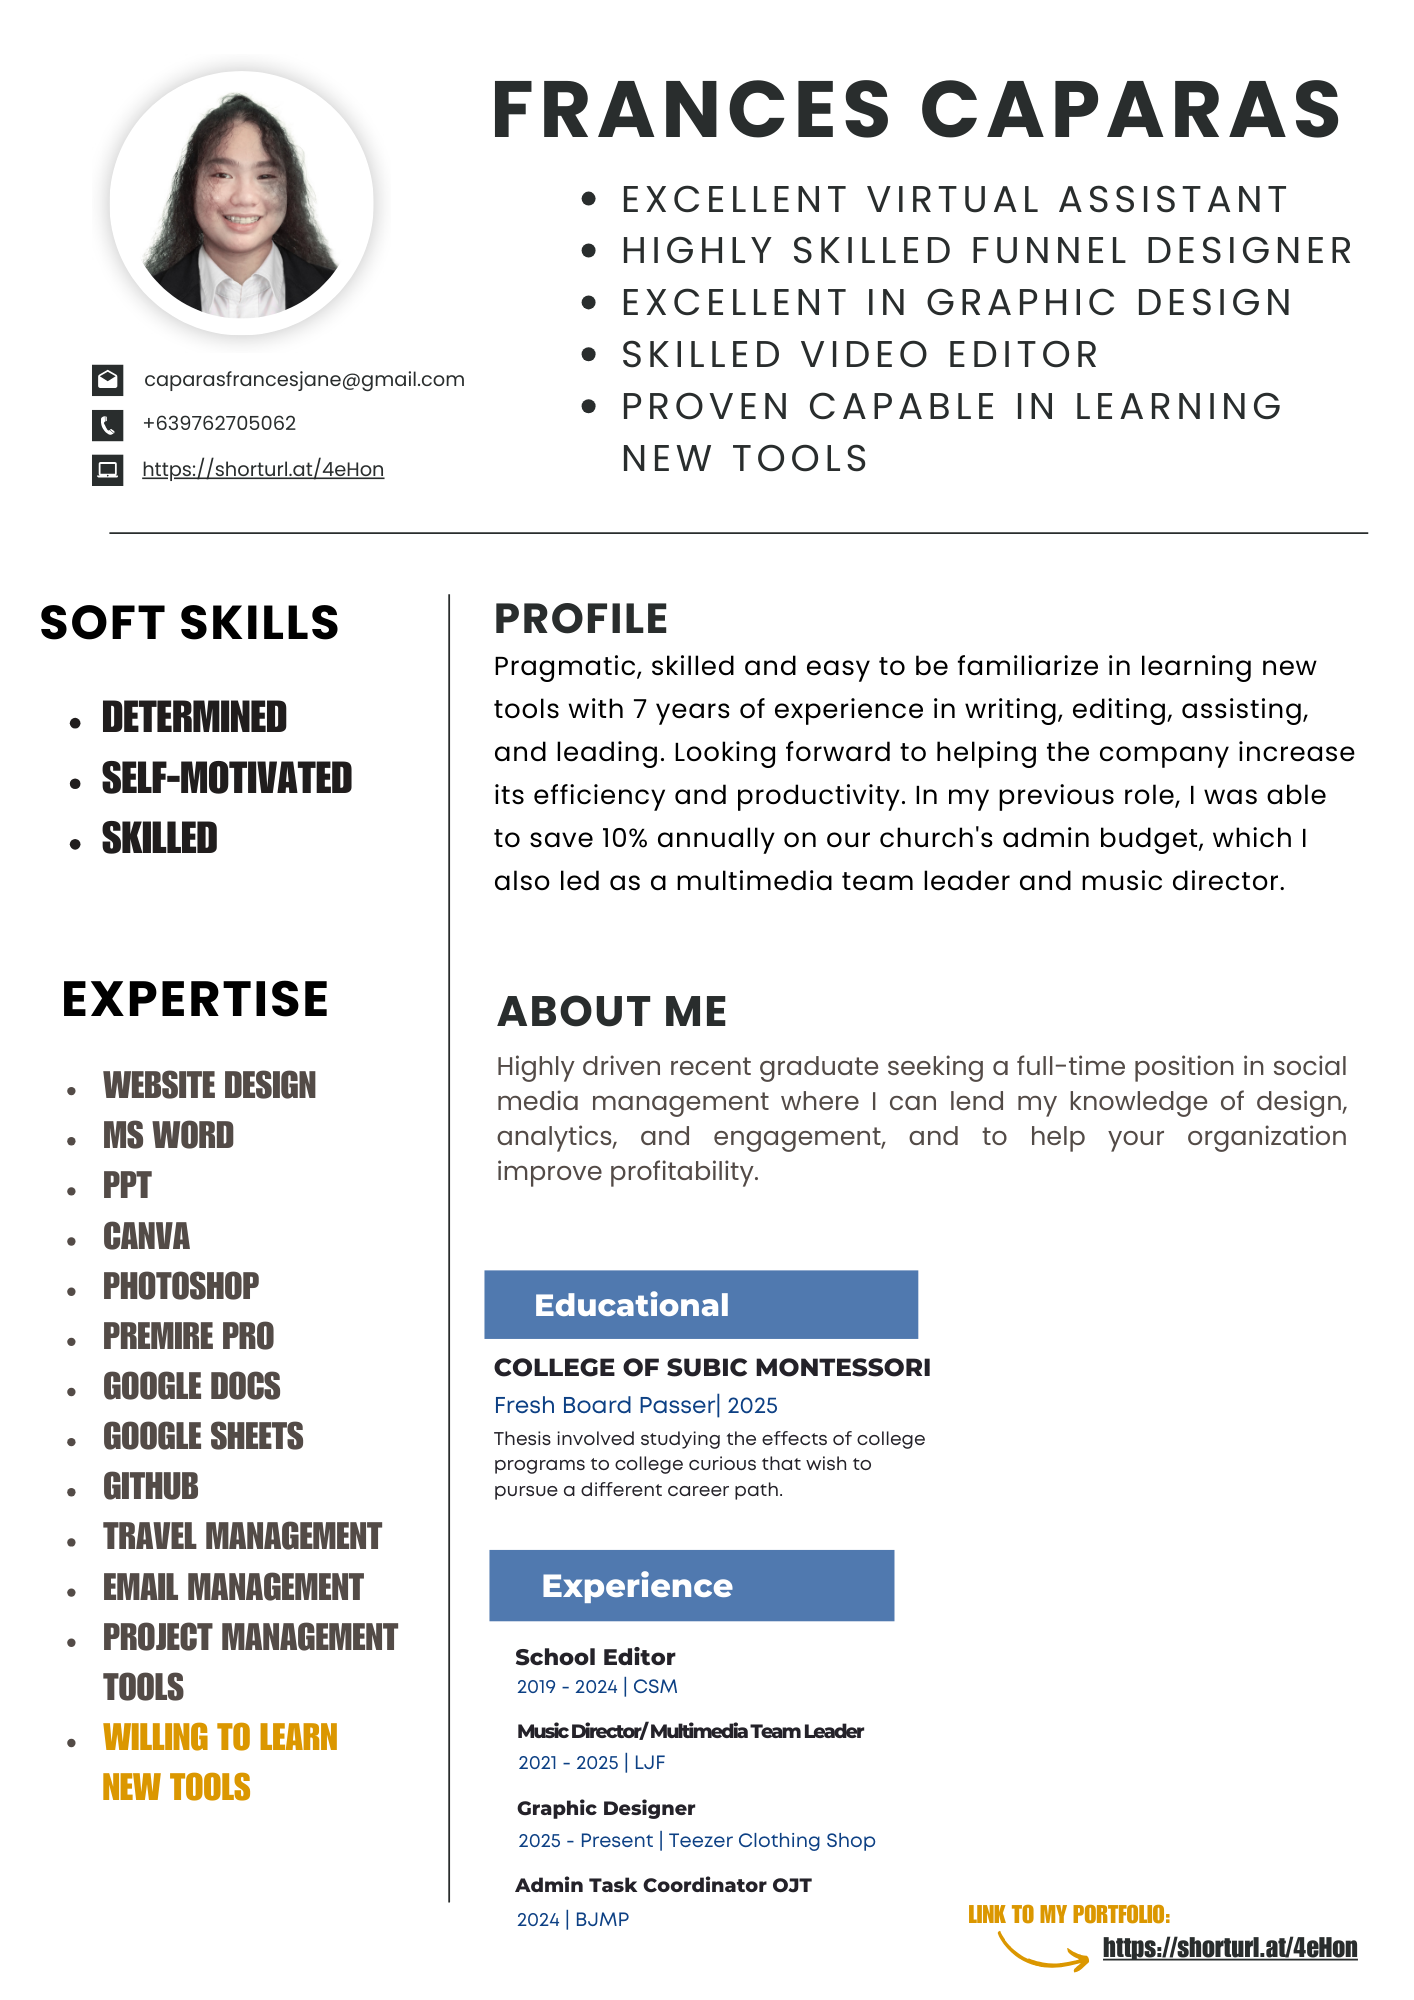 FRANCES CAPARAS
• EXCELLENT VIRTUAL ASSISTANT
• HIGHLY SKILLED FUNNEL DESIGNER
• EXCELLENT IN GRAPHIC DESIGN
• SKILLED VIDEO EDITOR
• PROVEN CAPABLE IN LEARNING
NEW TOOLS
caparasfrancesjane@gmail.com
+639762705062
https://shorturl.at/4eHon
SOFT SKILLS
• DETERMINED
• SELF-MOTIVATED
• SKILLED
EXPERTISE
• WEBSITE DESIGN
• MS WORD
• PPT
• CANVA
• PHOTOSHOP
• PREMIRE PRO
• GOOGLE DOCS
• GOOGLE SHEETS
• GITHUB
• TRAVEL MANAGEMENT
• EMAIL MANAGEMENT
• PROJECT MANAGEMENT
TOOLS
• WILLING TO LEARN
NEW TOOLS
PROFILE
Pragmatic, skilled and easy to be familiarize in learning new
tools with 7 years of experience in writing, editing, assisting,
and leading. Looking forward to helping the company increase
its efficiency and productivity. In my previous role, I was able
to save 10% annually on our church's admin budget, which I
also led as a multimedia team leader and music director.
ABOUT ME
Highly driven recent graduate seeking a full-time position in social
media management where I can lend my knowledge of design,
analytics, and engagement, and to help your organization
improve profitability.
Educational
COLLEGE OF SUBIC MONTESSORI
Fresh Board Passer| 2025
Thesis involved studying the effects of college
programs to college curious that wish to
pursue a different career path.
Experience
School Editor
2019 - 2024 | CSM
Music Director/ Multimedia Team Leader
2021 - 2025 | LJF
Graphic Designer
2025 - Present | Teezer Clothing Shop
Admin Task Coordinator OJT
2024 | BJMP
LINK TO MY PORTFOLIO:
https://shorturl.at/4eHon